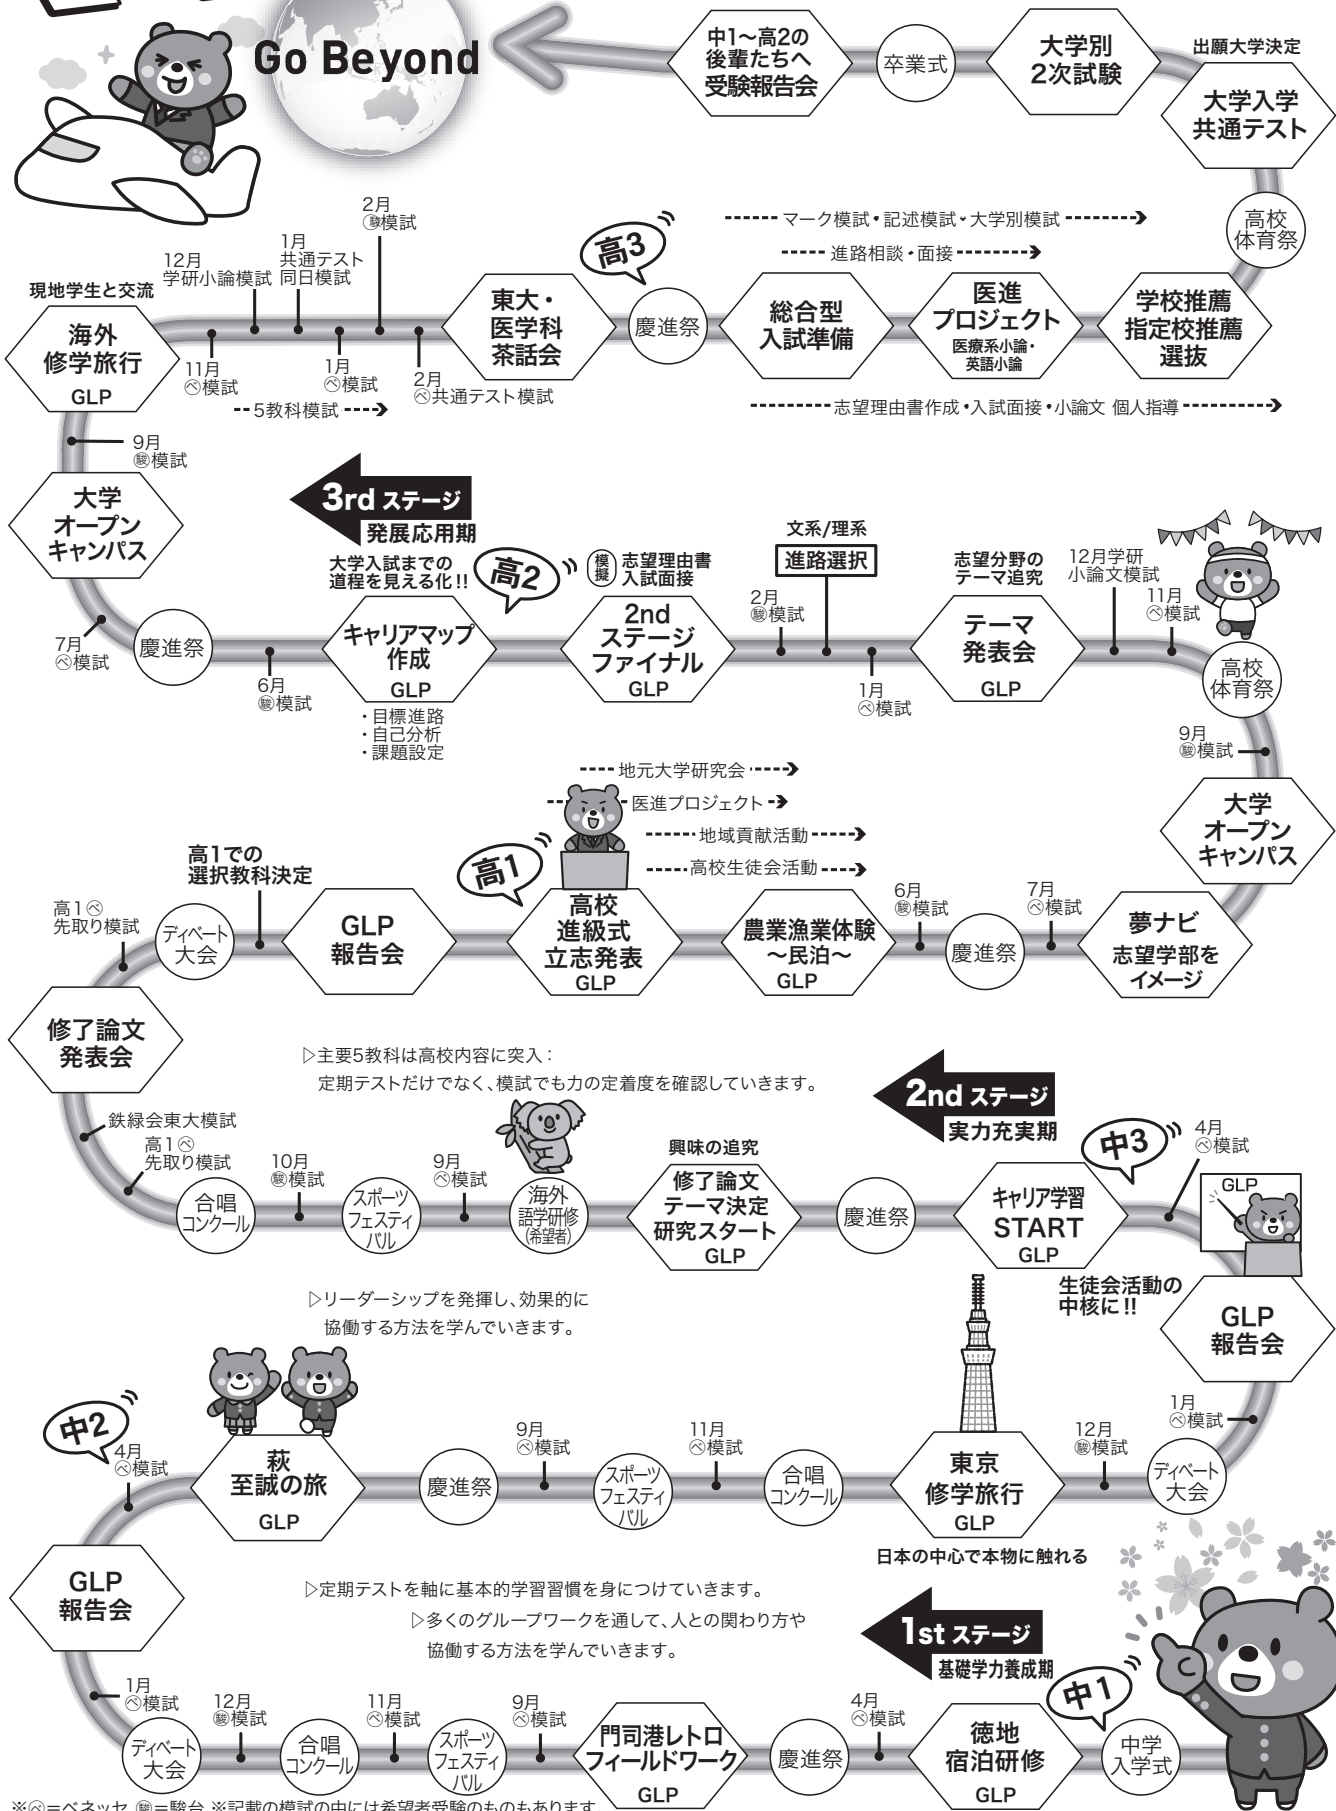 Go Beyond
中1～高2の
後輩たちへ
受験報告会
卒業式
大学別
2次試験
出願大学決定
大学入学
共通テスト
高校
体育祭
マーク模試・記述模試・大学別模試
進路相談・面接
学校推薦
指定校推薦
選抜
医進
プロジェクト
医療系小論・
英語小論
総合型
入試準備
志望理由書作成・入試面接・小論文 個人指導
慶進祭
高3
東大・
医学科
茶話会
2月
㋬共通テスト模試
2月
駿模試
1月
㋬模試
1月
共通テスト
同日模試
12月
学研小論模試
11月
㋬模試
5教科模試
現地学生と交流
海外
修学旅行
GLP
9月
駿模試
大学
オープン
キャンパス
7月
㋬模試
慶進祭
6月
駿模試
3rd ステージ
発展応用期
大学入試までの
道程を見える化!!
キャリアマップ
作成
GLP
・目標進路
・自己分析
・課題設定
高2
模擬
志望理由書
入試面接
2nd
ステージ
ファイナル
GLP
2月
駿模試
文系/理系
進路選択
1月
㋬模試
志望分野の
テーマ追究
テーマ
発表会
GLP
12月学研
小論文模試
11月
㋬模試
高校
体育祭
9月
駿模試
大学
オープン
キャンパス
夢ナビ
志望学部を
イメージ
7月
㋬模試
慶進祭
6月
駿模試
農業漁業体験
～民泊～
GLP
地元大学研究会
医進プロジェクト
地域貢献活動
高校生徒会活動
高1
高校
進級式
立志発表
GLP
GLP
報告会
高1での
選択教科決定
ディベート
大会
高1㋬
先取り模試
修了論文
発表会
▷主要5教科は高校内容に突入：
定期テストだけでなく、模試でも力の定着度を確認していきます。
2nd ステージ
実力充実期
鉄緑会東大模試
高1㋬
先取り模試
合唱
コンクール
10月
駿模試
スポーツ
フェスティ
バル
9月
㋬模試
海外
語学研修
(希望者)
興味の追究
修了論文
テーマ決定
研究スタート
GLP
慶進祭
キャリア学習
START
GLP
中3
4月
㋬模試
GLP
生徒会活動の
中核に!!
GLP
報告会
▷リーダーシップを発揮し、効果的に
協働する方法を学んでいきます。
1月
㋬模試
ディベート
大会
12月
駿模試
東京
修学旅行
GLP
日本の中心で本物に触れる
合唱
コンクール
11月
㋬模試
スポーツ
フェスティ
バル
9月
㋬模試
慶進祭
萩
至誠の旅
GLP
中2
4月
㋬模試
GLP
報告会
▷定期テストを軸に基本的学習習慣を身につけていきます。
▷多くのグループワークを通して、人との関わり方や
協働する方法を学んでいきます。
1st ステージ
基礎学力養成期
1月
㋬模試
ディベート
大会
12月
駿模試
合唱
コンクール
11月
㋬模試
スポーツ
フェスティ
バル
9月
㋬模試
門司港レトロ
フィールドワーク
GLP
慶進祭
4月
㋬模試
徳地
宿泊研修
GLP
中1
中学
入学式
※㋬=ベネッセ 駿=駿台 ※記載の模試の中には希望者受験のものもあります。